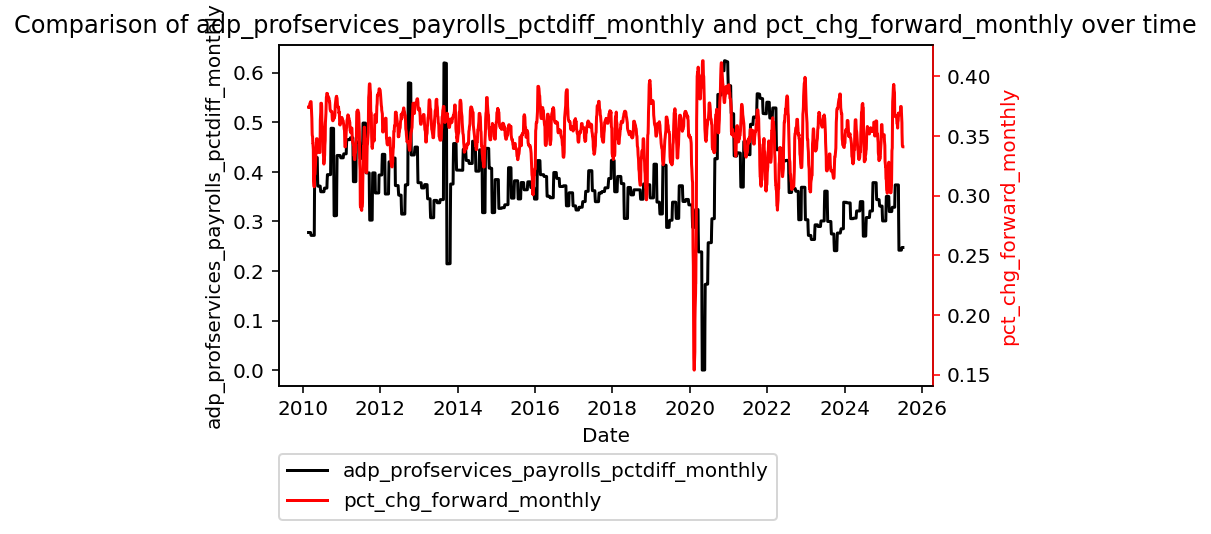 Comparison of adp_profservices_payrolls_pctdiff_monthly and pct_chg_forward_monthly over time
adp_profservices_payrolls_pctdiff_monthly
0.6
0.5
0.4
0.3
0.2
0.1
0.0
0.40
0.35
0.30
0.25
0.20
0.15
pct_chg_forward_monthly
2010 2012 2014 2016 2018 2020 2022 2024 2026
Date
adp_profservices_payrolls_pctdiff_monthly
pct_chg_forward_monthly